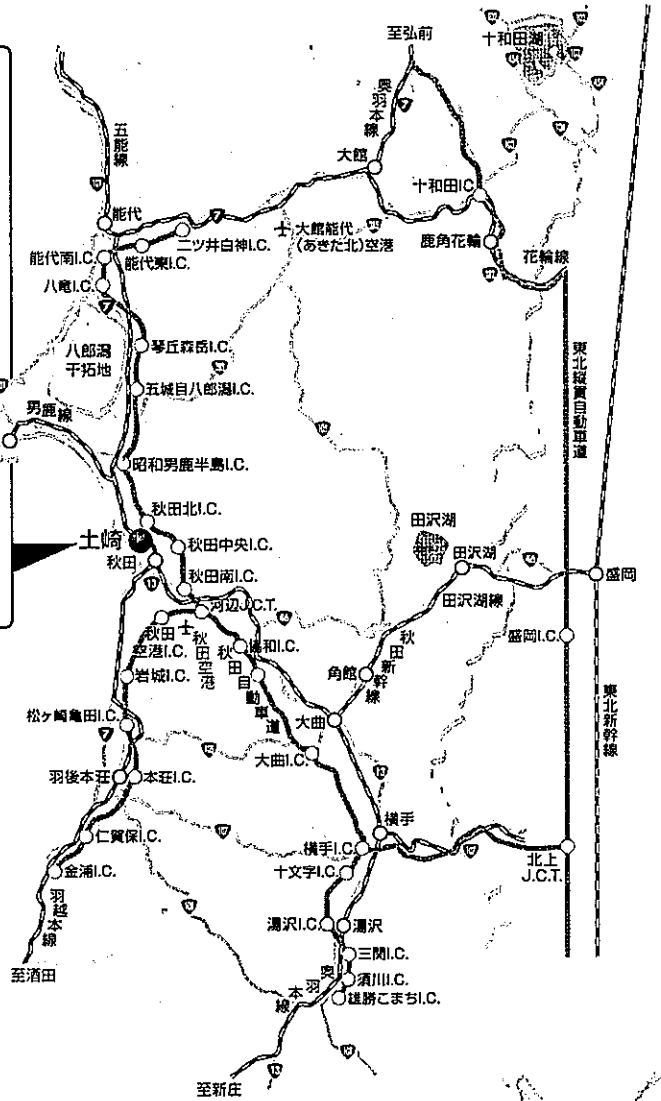 至弘前
十和田湖
奥羽本線
7
五能線
大館
十和田I.C
能代
7
二ツ井白神I.C.
大館能代
(あきた北)空港
鹿角花輪
花輪線
能代南I.C.
能代東I.C.
八竜I.C.
7
八郎潟
干拓地
琴丘森岳I.C.
五城目八郎潟I.C.
東北縦貫自動車道
男鹿線
昭和男鹿半島I.C.
秋田北I.C.
土崎
秋田中央I.C.
秋田
13
秋田南I.C.
田沢湖
田沢湖
盛岡
田沢湖線
河辺J.C.T.
秋田
空港I.C.
秋田空港
協和I.C.
秋田自動車道
秋田新幹線
角館
盛岡I.C.
岩城I.C.
松ヶ崎亀田I.C.
7
大曲
大曲I.C.
東北新幹線
羽後本荘
本荘I.C.
13
仁賀保I.C.
横手
横手I.C.
北上
J.C.T.
金浦I.C.
十文字I.C.
羽越本線
湯沢I.C.
湯沢
三関I.C.
至酒田
須川I.C.
雄勝こまちI.C.
奥羽本線
13
至新庄